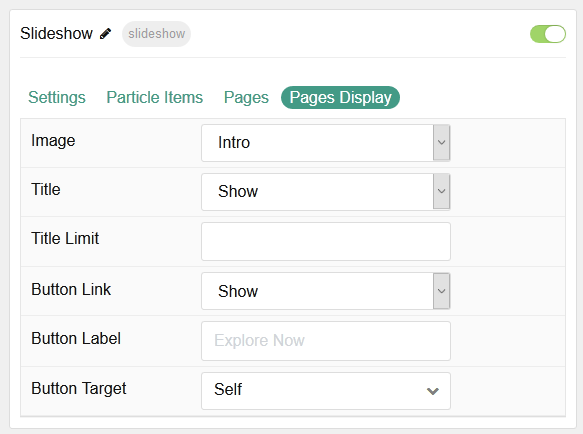 Slideshow slideshow
Settings Particle Items Pages Pages Display
Image Intro
Title Show
Title Limit
Button Link Show
Button Label Explore Now
Button Target Self